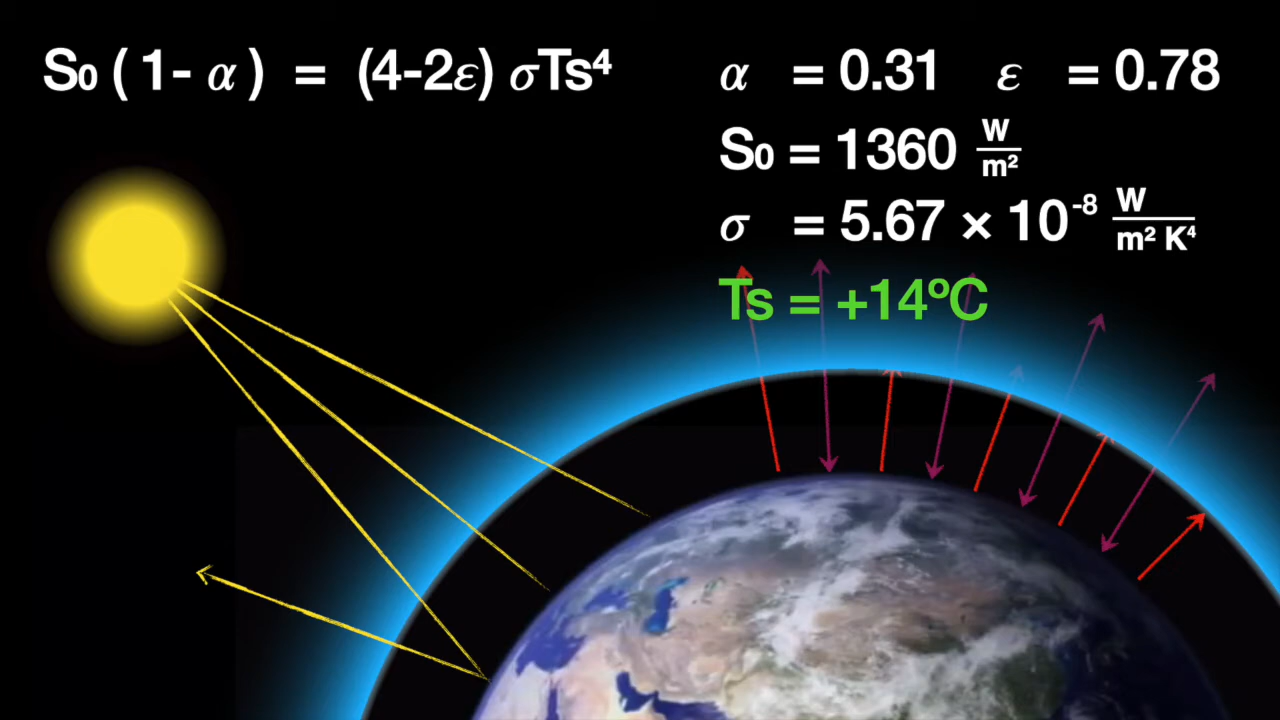 S₀ ( 1- α ) = (4-2ε) σTs⁴
α = 0.31 ε = 0.78
S₀ = 1360 W/m²
σ = 5.67 × 10⁻⁸ W/m² K⁴
Ts = +14ºC